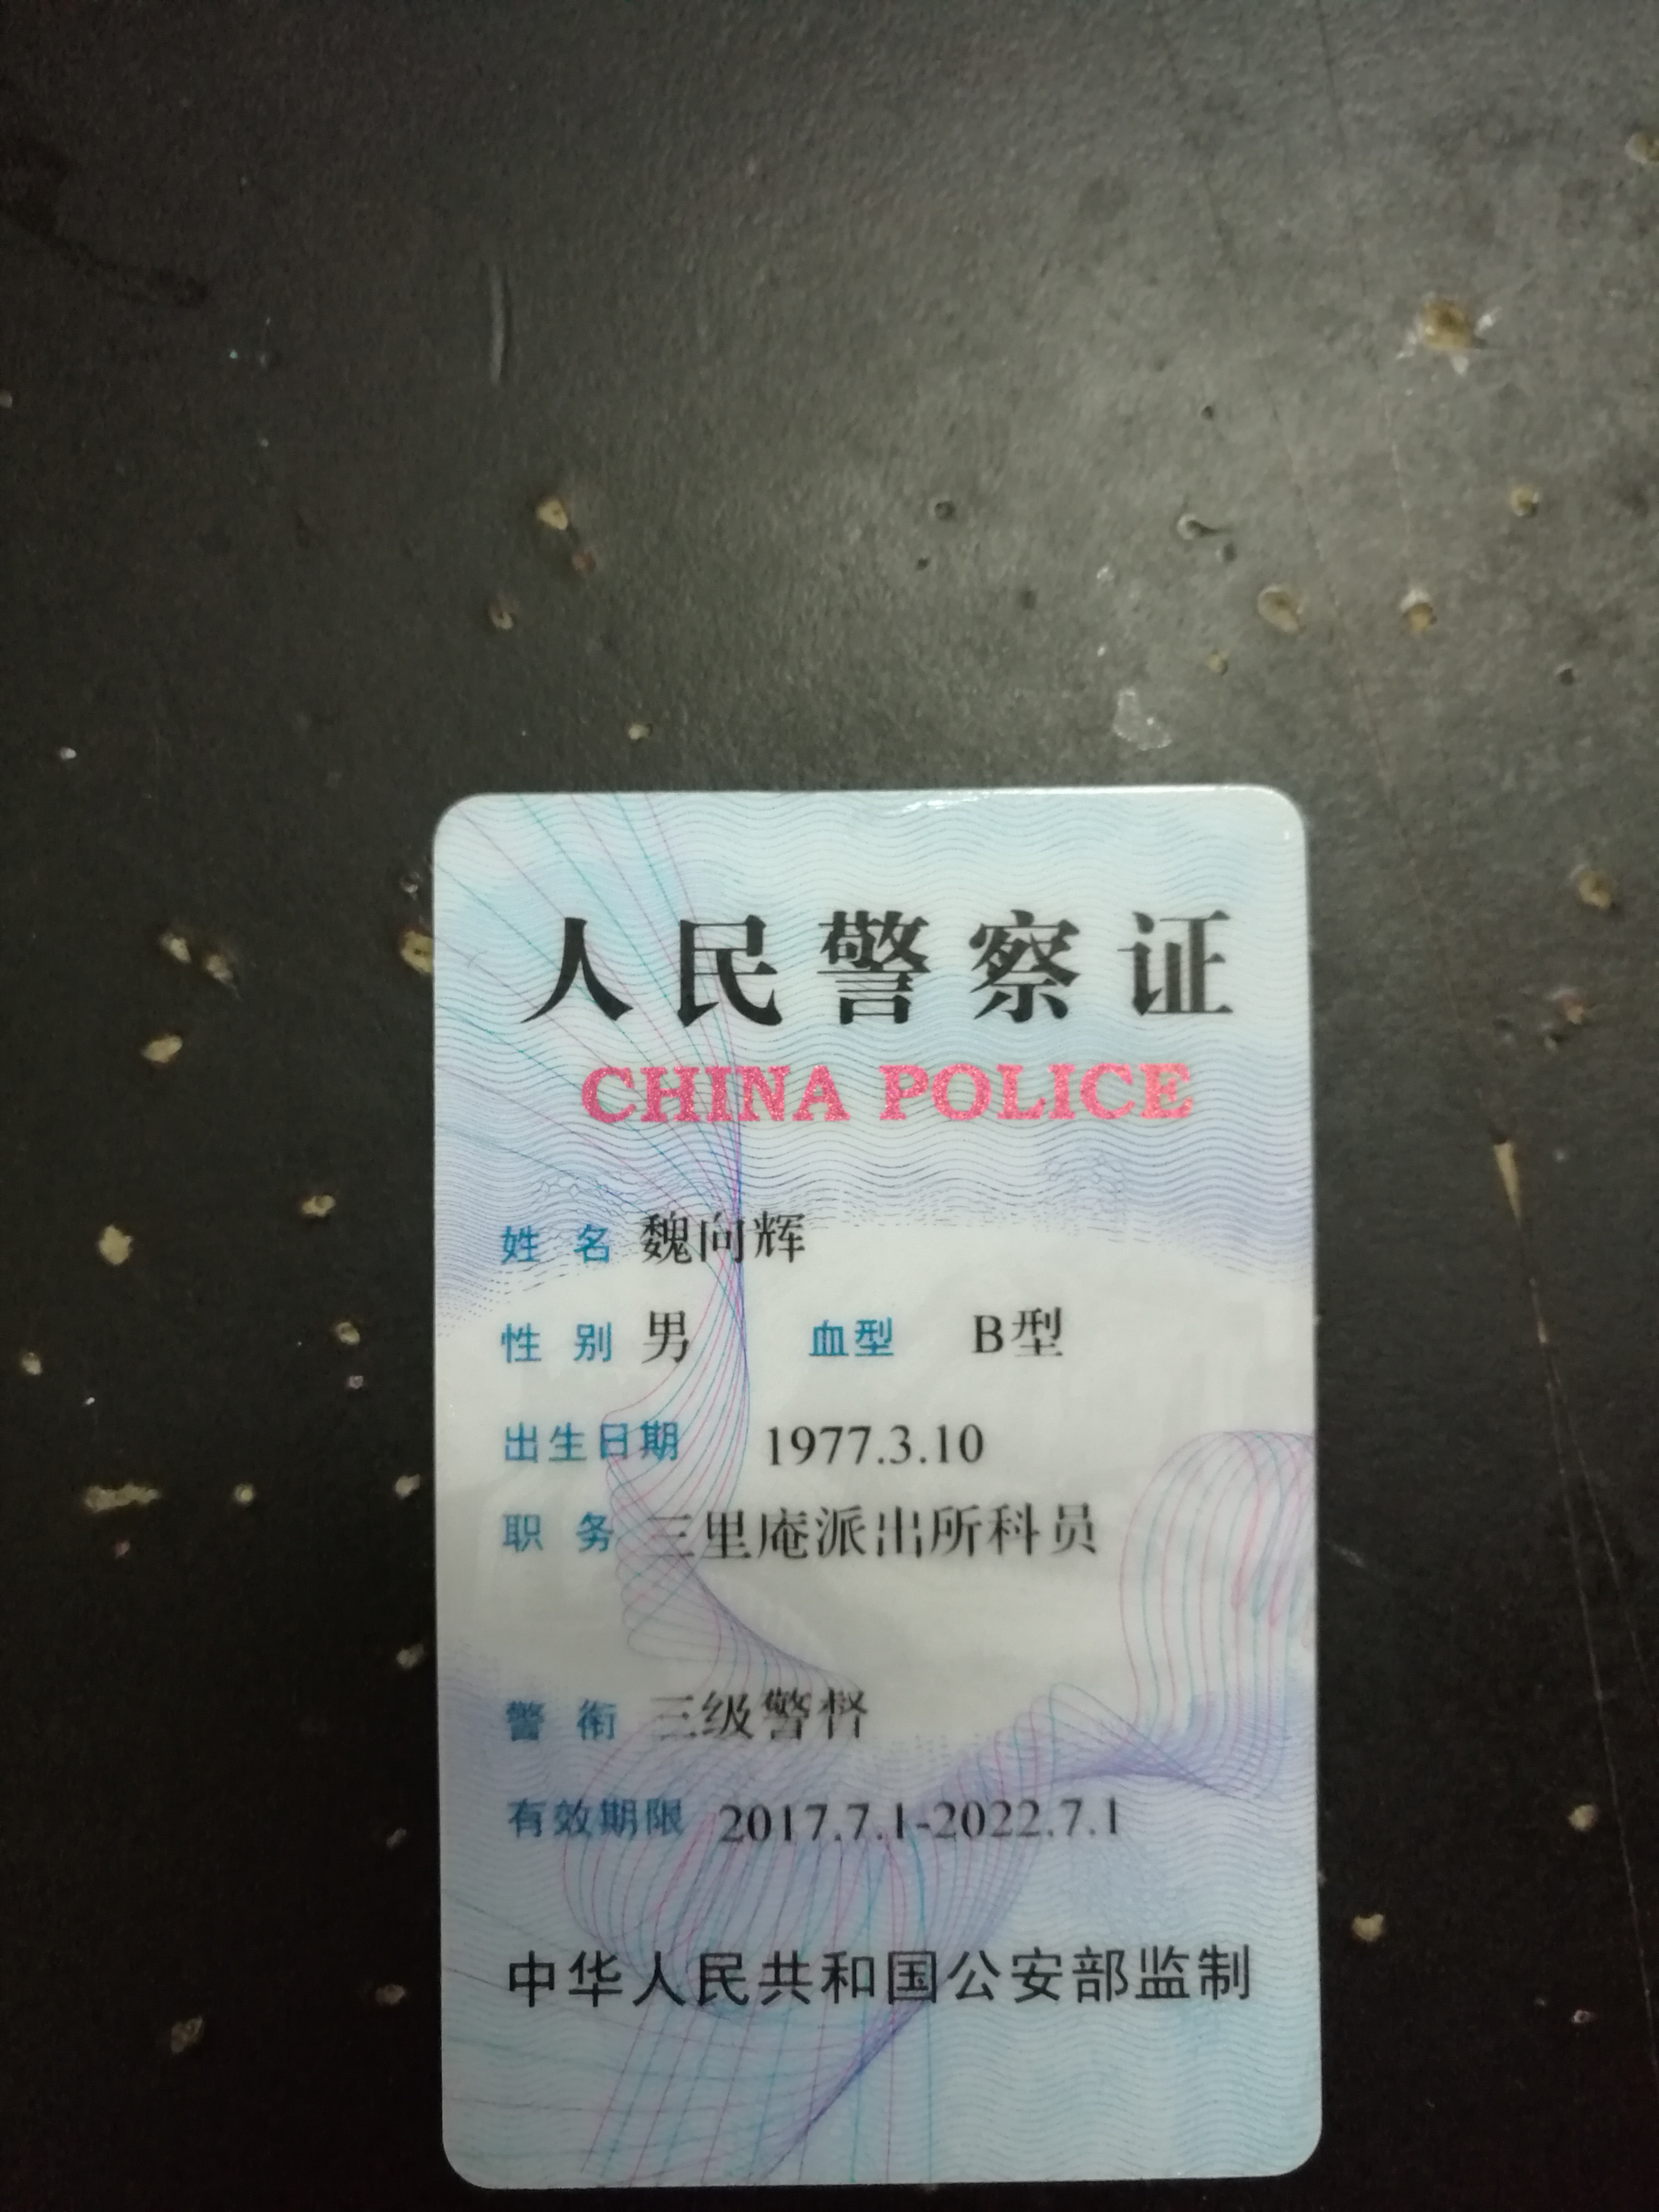 人民警察证
CHINA POLICE
姓名 魏向辉
性别 男 血型 B型
出生日期 1977.3.10
职务 三里庵派出所科员
警衔 三级警督
有效期限 2017.7.1-2022.7.1
中华人民共和国公安部监制